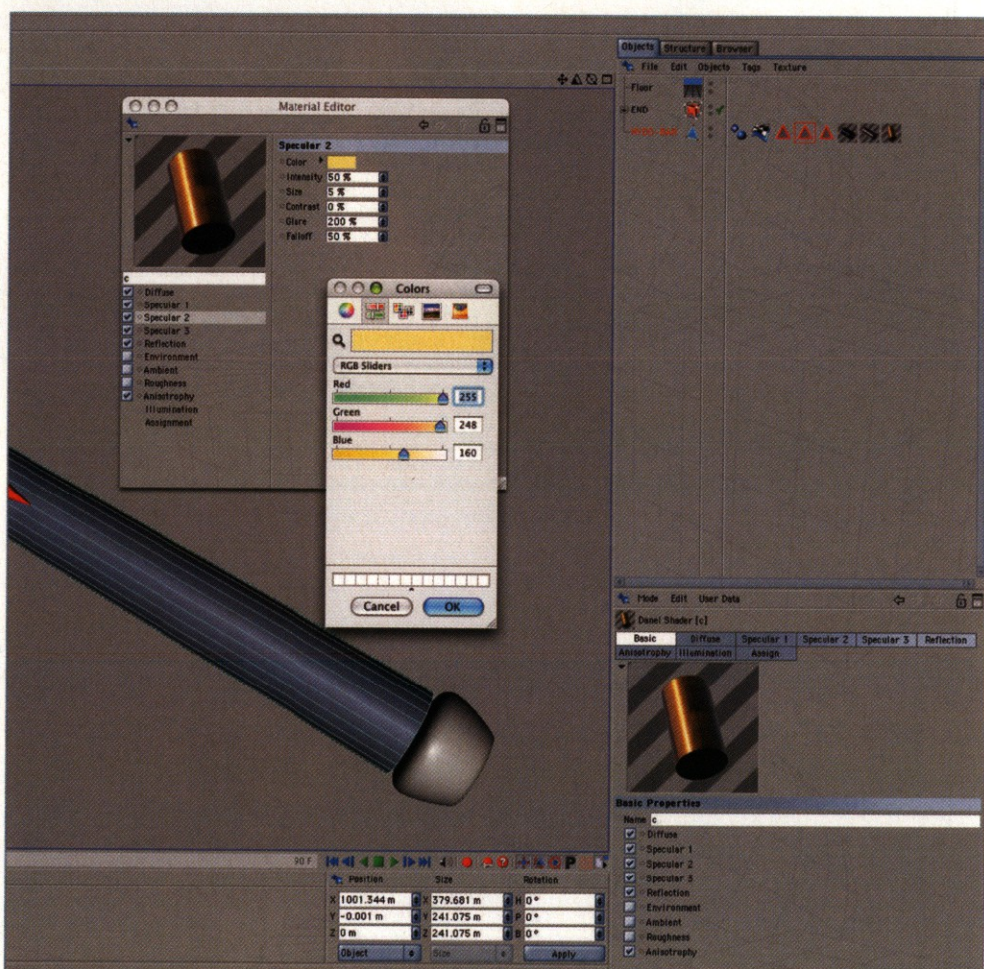 Objects Structure Browser
File Edit Objects Tags Texture
Floor
END
Material Editor
Specular 2
Color
Intensity 50 %
Size 5 %
Contrast 0 %
Glare 200 %
Falloff 50 %
c
Diffuse
Specular 1
Specular 2
Specular 3
Reflection
Environment
Ambient
Roughness
Anisotropy
Illumination
Assignment
Colors
RGB Sliders
Red
255
Green
248
Blue
160
Cancel OK
Mode Edit User Data
Danel Shader [c]
Basic Diffuse Specular 1 Specular 2 Specular 3 Reflection
Anisotropy Illumination Assign
Basic Properties
Name c
Diffuse
Specular 1
Specular 2
Specular 3
Reflection
Environment
Ambient
Roughness
Anisotropy
90 F
P
Position Size Rotation
X 1001.344 m X 379.681 m H 0 °
Y -0.001 m Y 241.075 m P 0 °
Z 0 m Z 241.075 m B 0 °
Object Size Apply